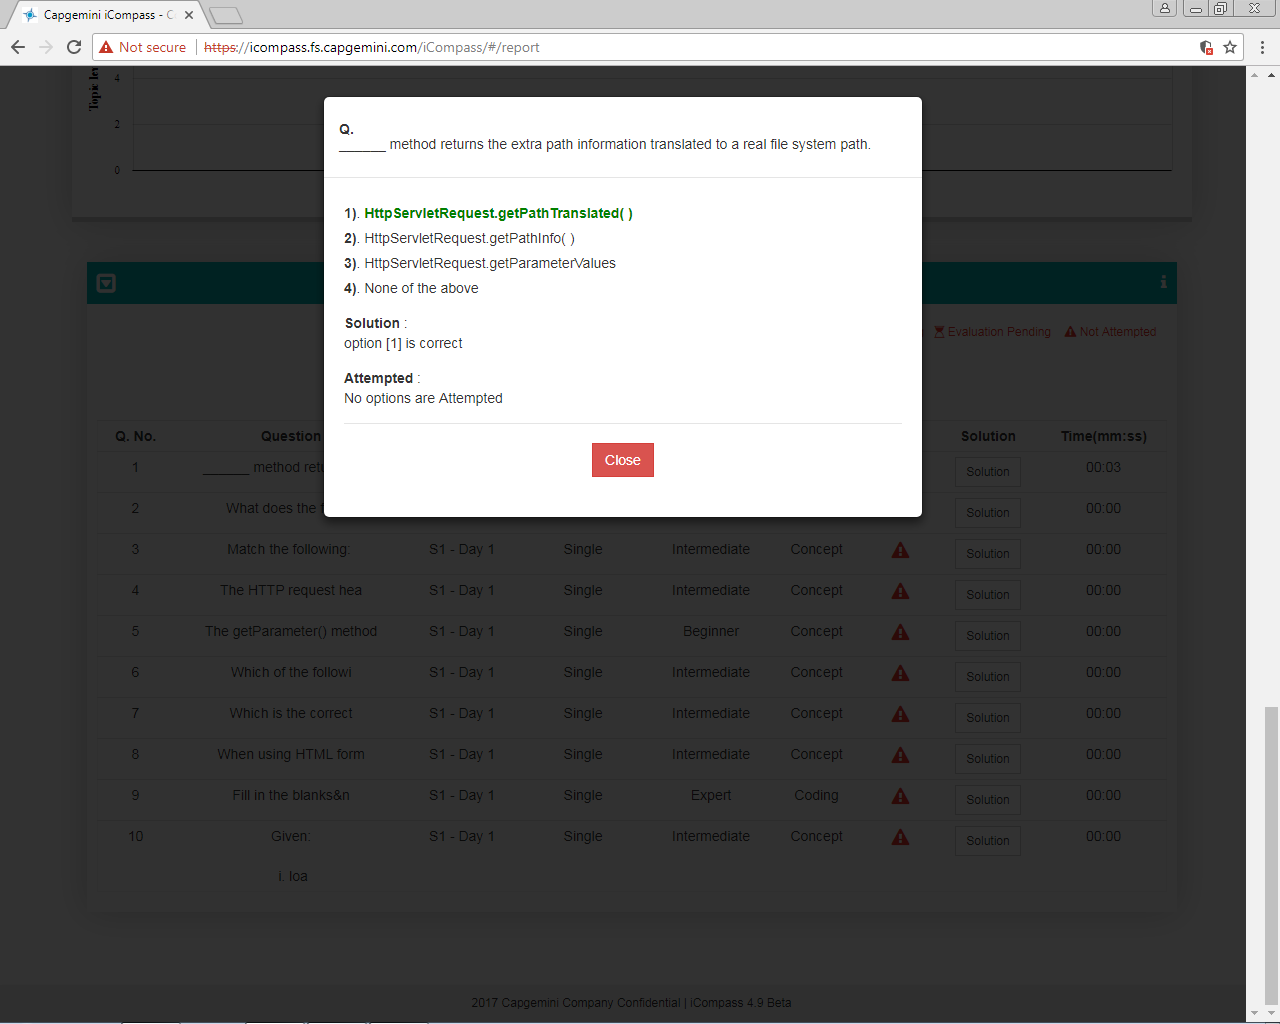 Capgemini iCompass - C
Not secure
https://icompass.fs.capgemini.com/iCompass/#/report
Topic lev
4
2
0
Q.
______ method returns the extra path information translated to a real file system path.
1). HttpServletRequest.getPathTranslated( )
2). HttpServletRequest.getPathInfo( )
3). HttpServletRequest.getParameterValues
4). None of the above
Solution :
option [1] is correct
Attempted :
No options are Attempted
Close
Evaluation Pending Not Attempted
Q. No. Question Solution Time(mm:ss)
1 ______ method retu Solution 00:03
2 What does the f Solution 00:00
3 Match the following: S1 - Day 1 Single Intermediate Concept Solution 00:00
4 The HTTP request hea S1 - Day 1 Single Intermediate Concept Solution 00:00
5 The getParameter() method S1 - Day 1 Single Beginner Concept Solution 00:00
6 Which of the followi S1 - Day 1 Single Intermediate Concept Solution 00:00
7 Which is the correct S1 - Day 1 Single Intermediate Concept Solution 00:00
8 When using HTML form S1 - Day 1 Single Intermediate Concept Solution 00:00
9 Fill in the blanks&n S1 - Day 1 Single Expert Coding Solution 00:00
10 Given: S1 - Day 1 Single Intermediate Concept Solution 00:00
i. loa
2017 Capgemini Company Confidential | iCompass 4.9 Beta